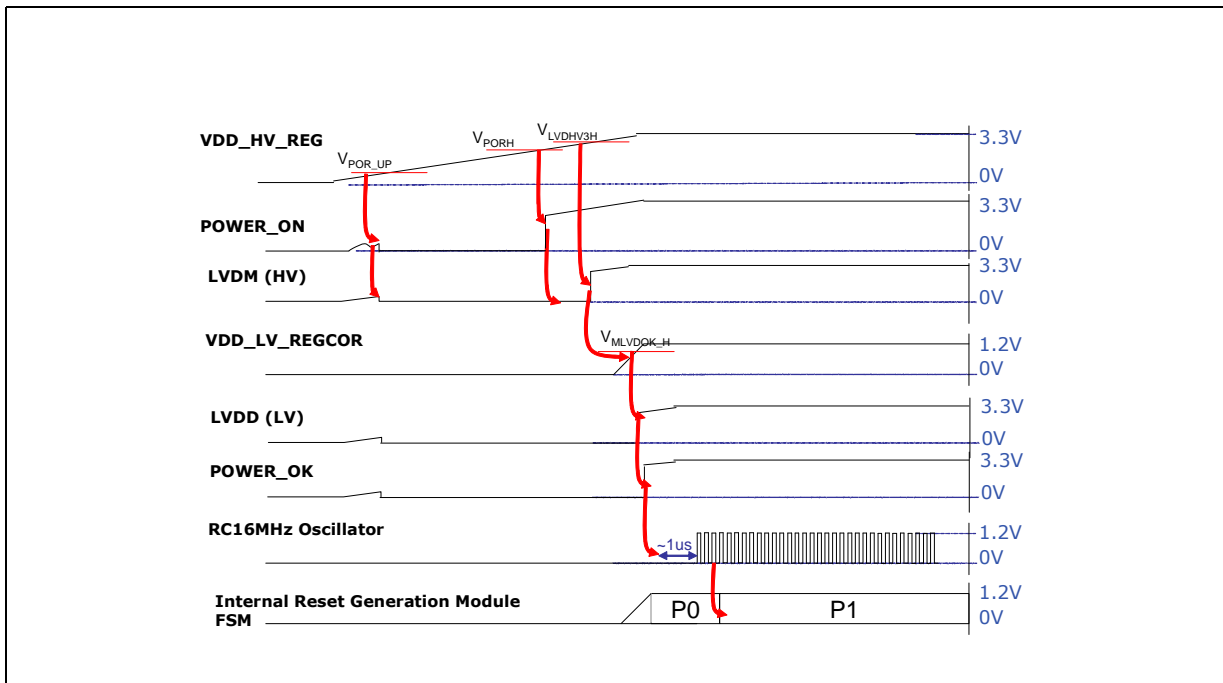 VDD_HV_REG
VPOR_UP
VPORH
VLVDHV3H
3.3V
0V
POWER_ON
3.3V
0V
LVDM (HV)
3.3V
0V
VDD_LV_REGCOR
VMLVDOK_H
1.2V
0V
LVDD (LV)
3.3V
0V
POWER_OK
3.3V
0V
RC16MHz Oscillator
~1us
1.2V
0V
Internal Reset Generation Module
FSM
P0
P1
1.2V
0V